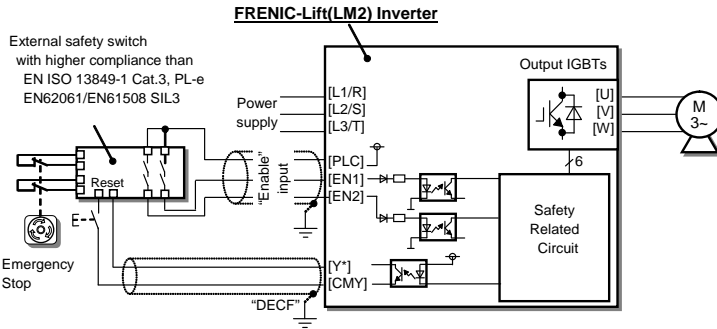 FRENIC-Lift(LM2) Inverter
External safety switch
with higher compliance than
EN ISO 13849-1 Cat.3, PL-e
EN62061/EN61508 SIL3
Output IGBTs
Power
supply
[L1/R]
[L2/S]
[L3/T]
[U]
[V]
[W]
M
3~
6
Reset
"Enable"
input
[PLC]
[EN1]
[EN2]
Safety
Related
Circuit
E
Emergency
Stop
[Y*]
[CMY]
"DECF"